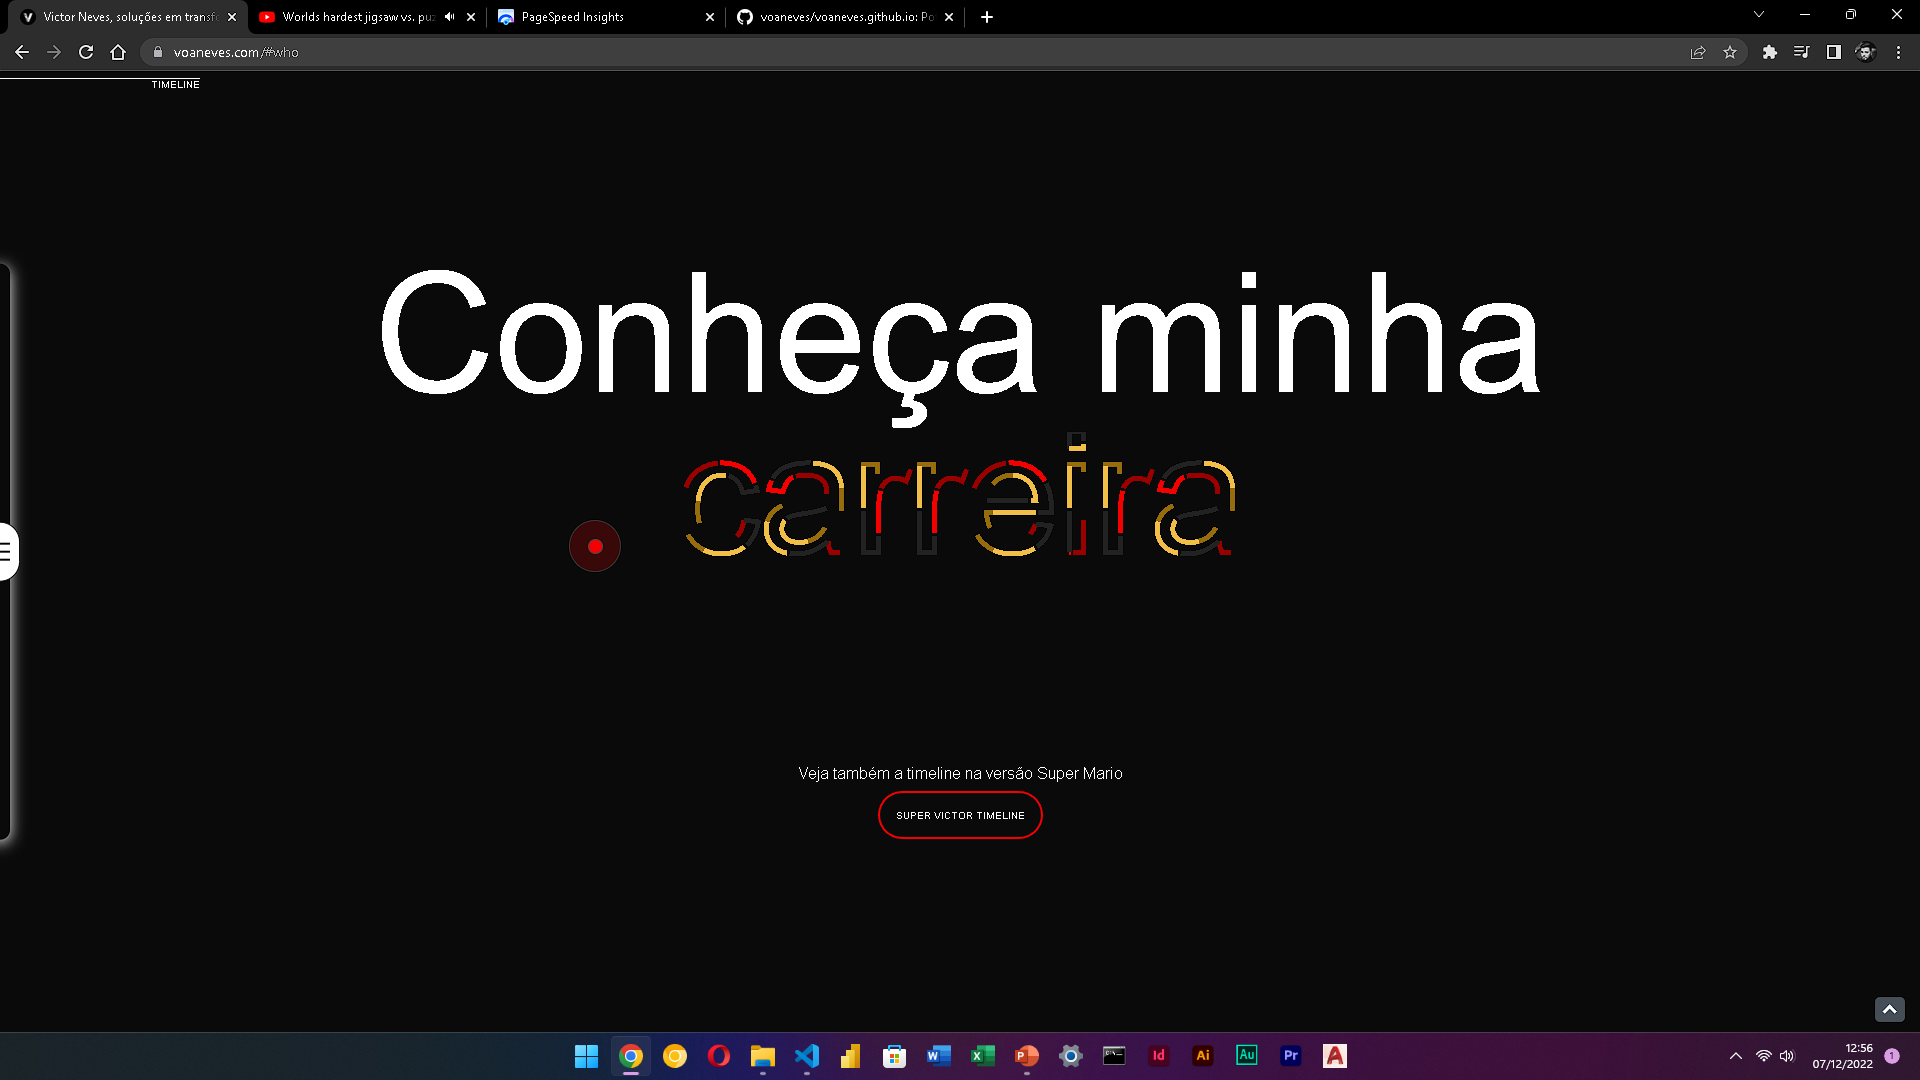 Victor Neves, soluções em transf
Worlds hardest jigsaw vs. puz
PageSpeed Insights
voaneves/voaneves.github.io: Po
voaneves.com/#who
TIMELINE
Conheça minha
carreira
Veja também a timeline na versão Super Mario
SUPER VICTOR TIMELINE
12:56
07/12/2022
1